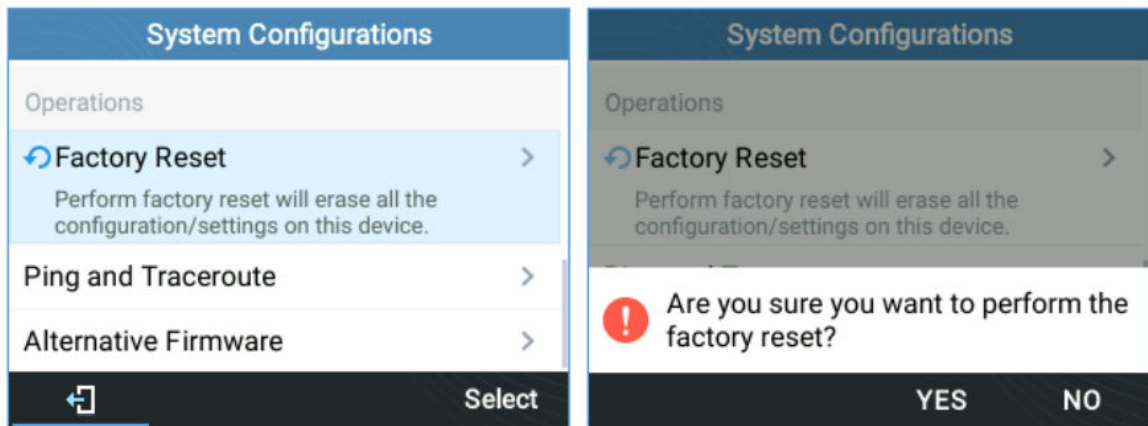 System Configurations
Operations
Factory Reset
Perform factory reset will erase all the
configuration/settings on this device.
Ping and Traceroute
Alternative Firmware
Select
System Configurations
Operations
Factory Reset
Perform factory reset will erase all the
configuration/settings on this device.
Are you sure you want to perform the
factory reset?
YES NO